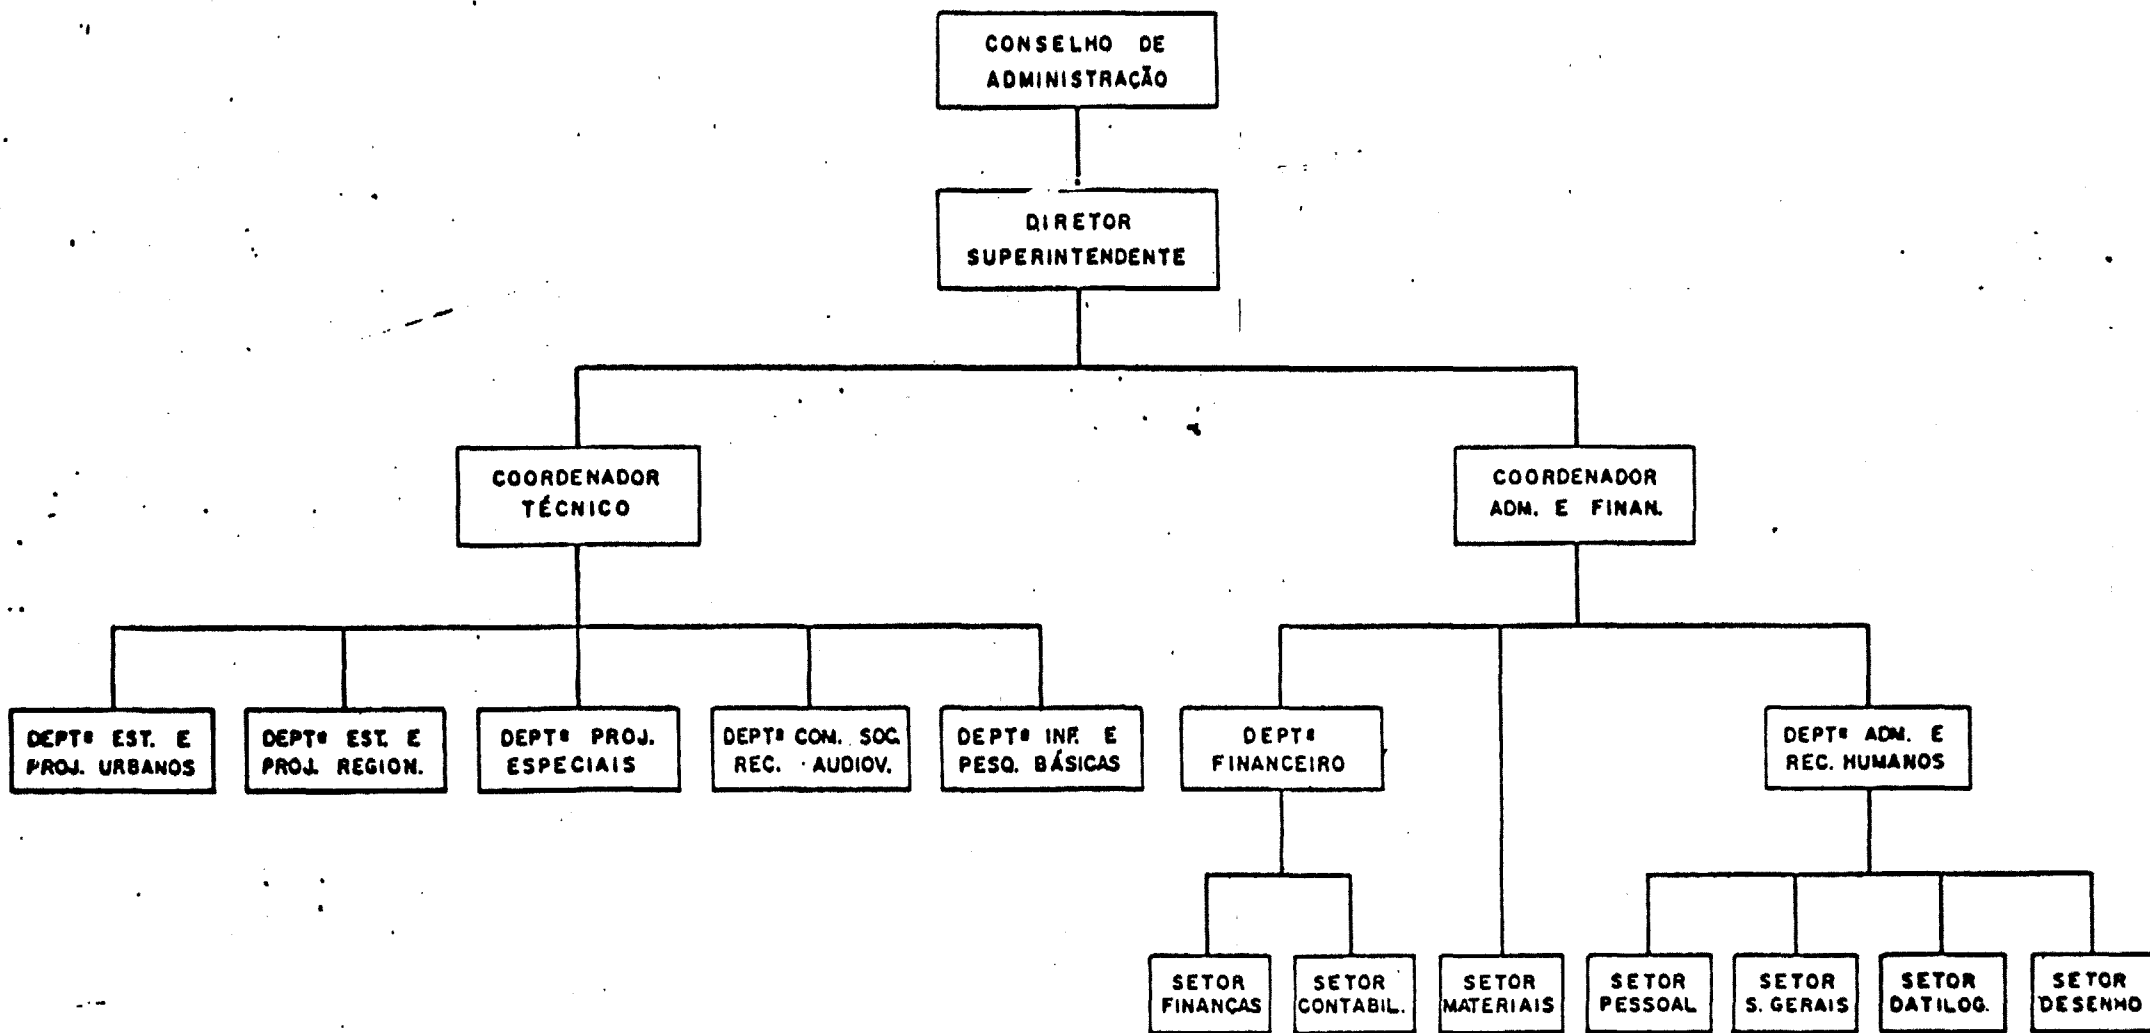 CONSELHO DE
ADMINISTRAÇÃO
DIRETOR
SUPERINTENDENTE
COORDENADOR
TÉCNICO
COORDENADOR
ADM. E FINAN.
DEPTº EST. E
PROJ. URBANOS
DEPTº EST. E
PROJ. REGION.
DEPTº PROJ.
ESPECIAIS
DEPTº COM. SOC.
REC. AUDIOV.
DEPTº INF. E
PESQ. BÁSICAS
DEPTº
FINANCEIRO
DEPTº ADM. E
REC. HUMANOS
SETOR
FINANÇAS
SETOR
CONTABIL.
SETOR
MATERIAIS
SETOR
PESSOAL
SETOR
S. GERAIS
SETOR
DATILOG.
SETOR
DESENHO